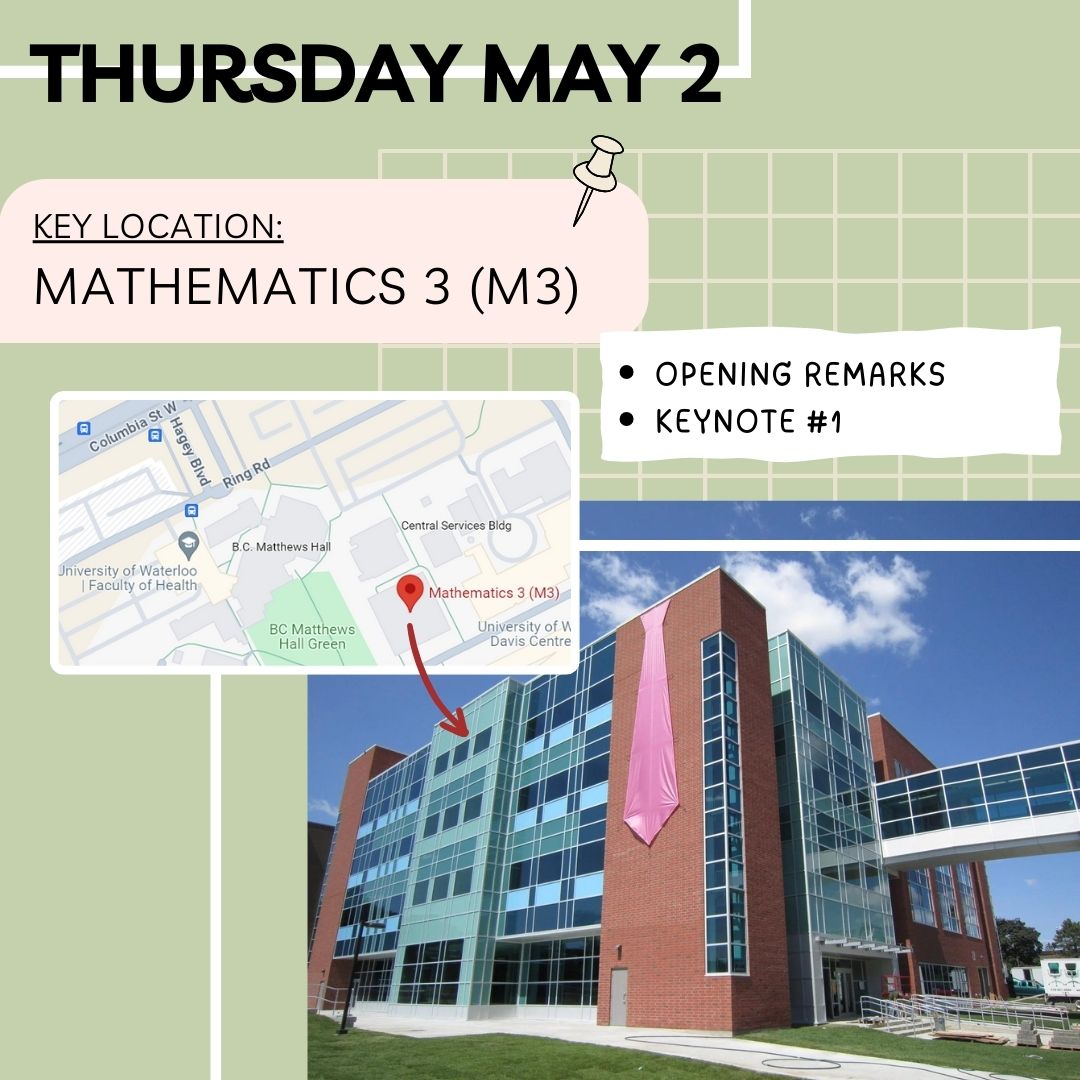 THURSDAY MAY 2
KEY LOCATION:
MATHEMATICS 3 (M3)
• OPENING REMARKS
• KEYNOTE #1
Columbia St W
Hagey Blvd
Ring Rd
Central Services Bldg
B.C. Matthews Hall
University of Waterloo
| Faculty of Health
Mathematics 3 (M3)
BC Matthews
Hall Green
University of W
Davis Centre